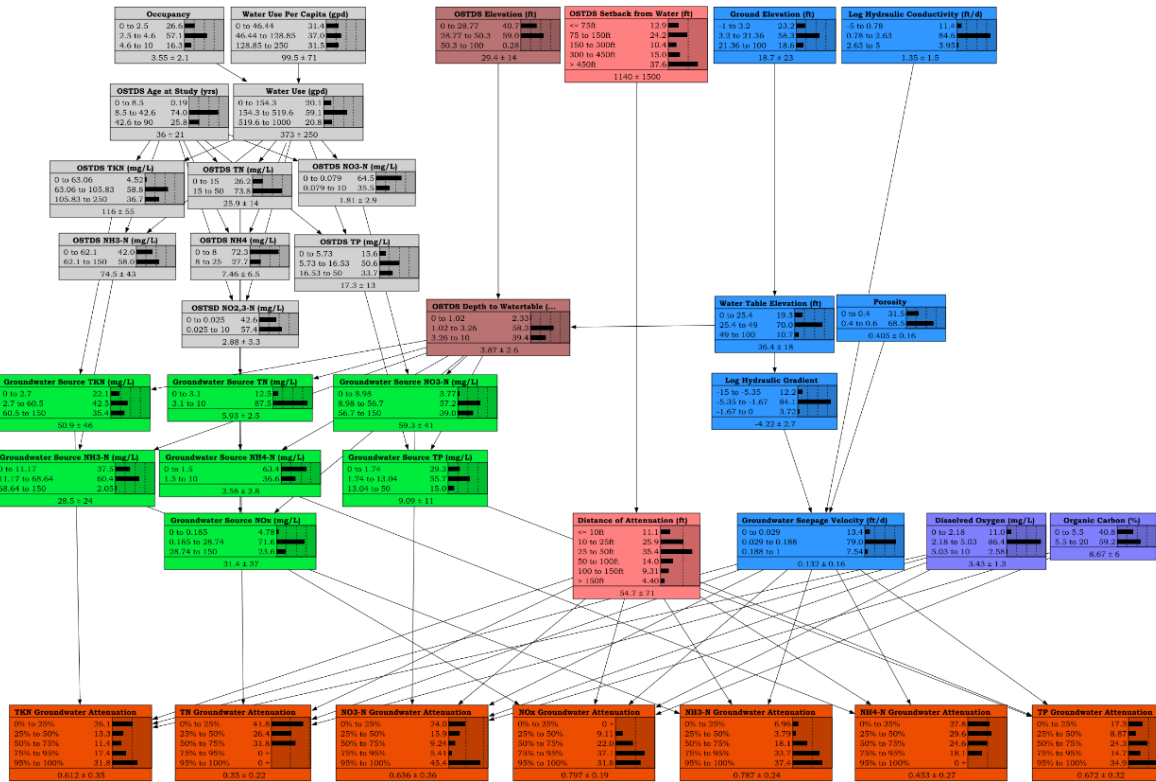 Occupancy
0 to 2.5 26.6
2.5 to 4.6 57.1
4.6 to 10 16.3
3.55 ± 2.1
Water Use Per Capita (gpd)
0 to 46.44 31.4
46.44 to 128.85 37.0
128.85 to 250 31.5
99.5 ± 71
OSTDS Elevation (ft)
0 to 28.77 40.7
28.77 to 50.3 59.0
50.3 to 100 0.28
29.4 ± 14
OSTDS Setback from Water (ft)
<= 75ft 12.9
75 to 150ft 24.2
150 to 300ft 10.4
300 to 450ft 15.0
> 450ft 37.6
1140 ± 1500
Ground Elevation (ft)
-1 to 3.2 23.2
3.2 to 21.36 58.3
21.36 to 100 18.6
18.7 ± 23
Log Hydraulic Conductivity (ft/d)
-5 to 0.78 11.4
0.78 to 2.63 84.6
2.63 to 5 3.95
1.35 ± 1.5
OSTDS Age at Study (yrs)
0 to 8.5 0.19
8.5 to 42.6 74.0
42.6 to 90 25.8
36 ± 21
Water Use (gpd)
0 to 154.3 20.1
154.3 to 519.6 59.1
519.6 to 1000 20.8
373 ± 250
OSTDS TKN (mg/L)
0 to 63.06 4.52
63.06 to 105.83 58.8
105.83 to 250 36.7
116 ± 55
OSTDS TN (mg/L)
0 to 15 26.2
15 to 50 73.8
25.9 ± 14
OSTDS NO3-N (mg/L)
0 to 0.079 64.5
0.079 to 10 35.5
1.81 ± 2.9
OSTDS NH3-N (mg/L)
0 to 62.1 42.0
62.1 to 150 58.0
74.5 ± 43
OSTDS NH4 (mg/L)
0 to 8 72.3
8 to 25 27.7
7.46 ± 6.5
OSTDS TP (mg/L)
0 to 5.73 15.6
5.73 to 16.53 50.6
16.53 to 50 33.7
17.3 ± 13
OSTSD NO2,3-N (mg/L)
0 to 0.025 42.6
0.025 to 10 57.4
2.88 ± 3.3
OSTDS Depth to Watertable (...
0 to 1.02 2.33
1.02 to 3.26 58.3
3.26 to 10 39.4
3.87 ± 2.6
Water Table Elevation (ft)
0 to 25.4 19.3
25.4 to 49 70.0
49 to 100 10.7
36.4 ± 18
Porosity
0 to 0.4 31.5
0.4 to 0.6 68.5
0.405 ± 0.16
Groundwater Source TKN (mg/L)
0 to 2.7 22.1
2.7 to 60.5 42.5
60.5 to 150 35.4
50.9 ± 46
Groundwater Source TN (mg/L)
0 to 3.1 12.5
3.1 to 10 87.5
5.93 ± 2.5
Groundwater Source NO3-N (mg/L)
0 to 8.98 3.77
8.98 to 56.7 57.2
56.7 to 150 39.0
59.3 ± 41
Log Hydraulic Gradient
-15 to -5.35 12.2
-5.35 to -1.67 84.1
-1.67 to 0 3.72
-4.22 ± 2.7
Groundwater Source NH3-N (mg/L)
0 to 11.17 37.5
11.17 to 68.64 60.4
68.64 to 150 2.05
28.5 ± 24
Groundwater Source NH4-N (mg/L)
0 to 1.5 63.4
1.5 to 10 36.6
2.58 ± 2.8
Groundwater Source TP (mg/L)
0 to 1.74 29.3
1.74 to 13.04 55.7
13.04 to 50 15.0
9.09 ± 11
Groundwater Source NOx (mg/L)
0 to 0.185 4.78
0.185 to 28.74 71.6
28.74 to 150 23.6
31.4 ± 37
Distance of Attenuation (ft)
<= 10ft 11.1
10 to 25ft 25.9
25 to 50ft 35.4
50 to 100ft 14.0
100 to 150ft 9.31
> 150ft 4.40
54.7 ± 71
Groundwater Seepage Velocity (ft/d)
0 to 0.029 13.4
0.029 to 0.188 79.0
0.188 to 1 7.54
0.132 ± 0.16
Dissolved Oxygen (mg/L)
0 to 2.18 11.0
2.18 to 5.03 86.4
5.03 to 10 2.58
3.43 ± 1.3
Organic Carbon (%)
0 to 5.5 40.8
5.5 to 20 59.2
8.67 ± 6
TKN Groundwater Attenuation
0% to 25% 26.1
25% to 50% 13.3
50% to 75% 11.4
75% to 95% 17.4
95% to 100% 31.8
0.612 ± 0.35
TN Groundwater Attenuation
0% to 25% 41.8
25% to 50% 26.4
50% to 75% 31.8
75% to 95% 0 +
95% to 100% 0 +
0.35 ± 0.22
NO3-N Groundwater Attenuation
0% to 25% 24.0
25% to 50% 15.9
50% to 75% 9.24
75% to 95% 5.41
95% to 100% 45.4
0.636 ± 0.36
NOx Groundwater Attenuation
0% to 25% 0 +
25% to 50% 9.11
50% to 75% 22.0
75% to 95% 37.1
95% to 100% 31.8
0.797 ± 0.19
NH3-N Groundwater Attenuation
0% to 25% 6.96
25% to 50% 3.79
50% to 75% 18.1
75% to 95% 33.7
95% to 100% 37.4
0.787 ± 0.24
NH4-N Groundwater Attenuation
0% to 25% 27.8
25% to 50% 29.6
50% to 75% 24.6
75% to 95% 18.1
95% to 100% 0 +
0.453 ± 0.27
TP Groundwater Attenuation
0% to 25% 17.3
25% to 50% 8.87
50% to 75% 24.3
75% to 95% 14.7
95% to 100% 34.9
0.672 ± 0.32